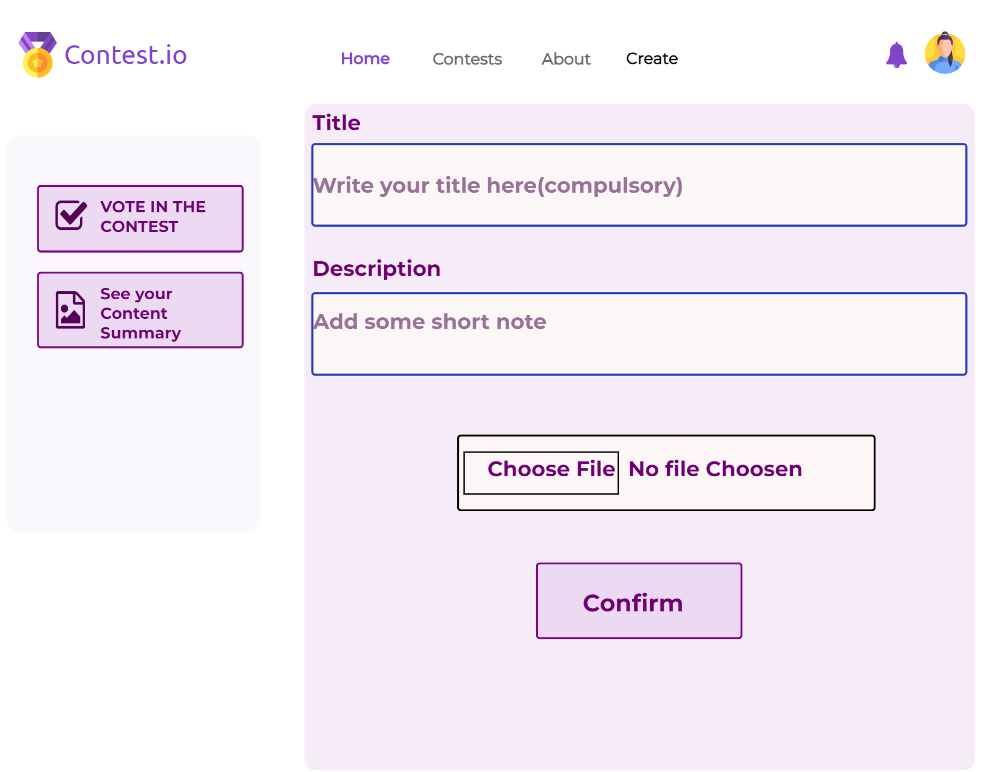 Contest.io
Home Contests About Create
VOTE IN THE
CONTEST
See your
Content
Summary
Title
Write your title here(compulsory)
Description
Add some short note
Choose File No file Choosen
Confirm